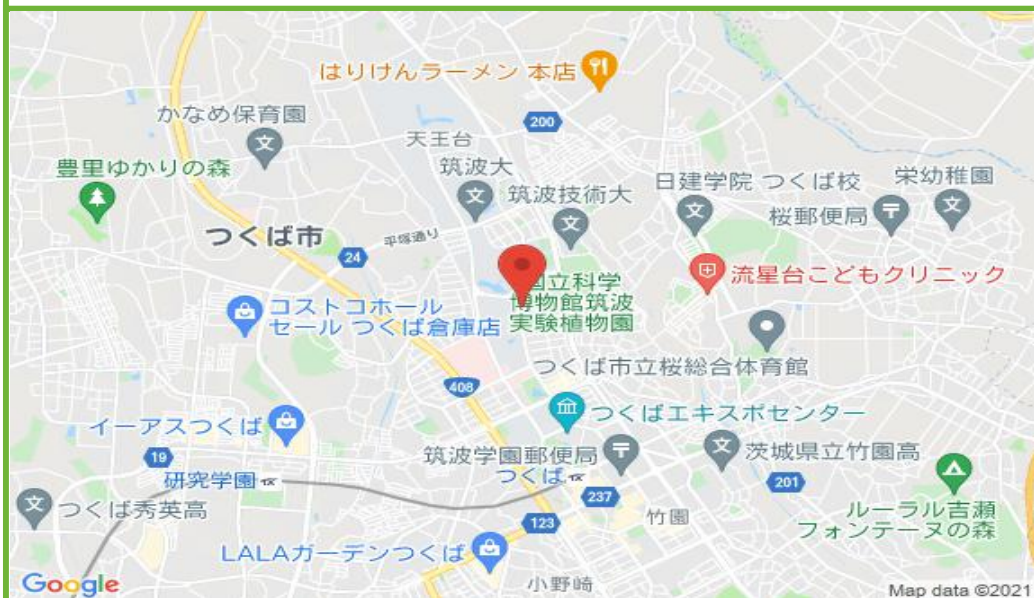 はりけんラーメン 本店
かなめ保育園
200
天王台
豊里ゆかりの森
筑波大
筑波技術大
日建学院 つくば校
栄幼稚園
桜郵便局
つくば市
平塚通り
24
国立科学
博物館筑波
実験植物園
流星台こどもクリニック
コストコホール
セール つくば倉庫店
つくば市立桜総合体育館
408
つくばエキスポセンター
イーアスつくば
筑波学園郵便局
茨城県立竹園高
19
研究学園
つくば
201
237
つくば秀英高
竹園
ルーラル吉瀬
フォンテーヌの森
123
LALAガーデンつくば
小野崎
Google
Map data ©2021